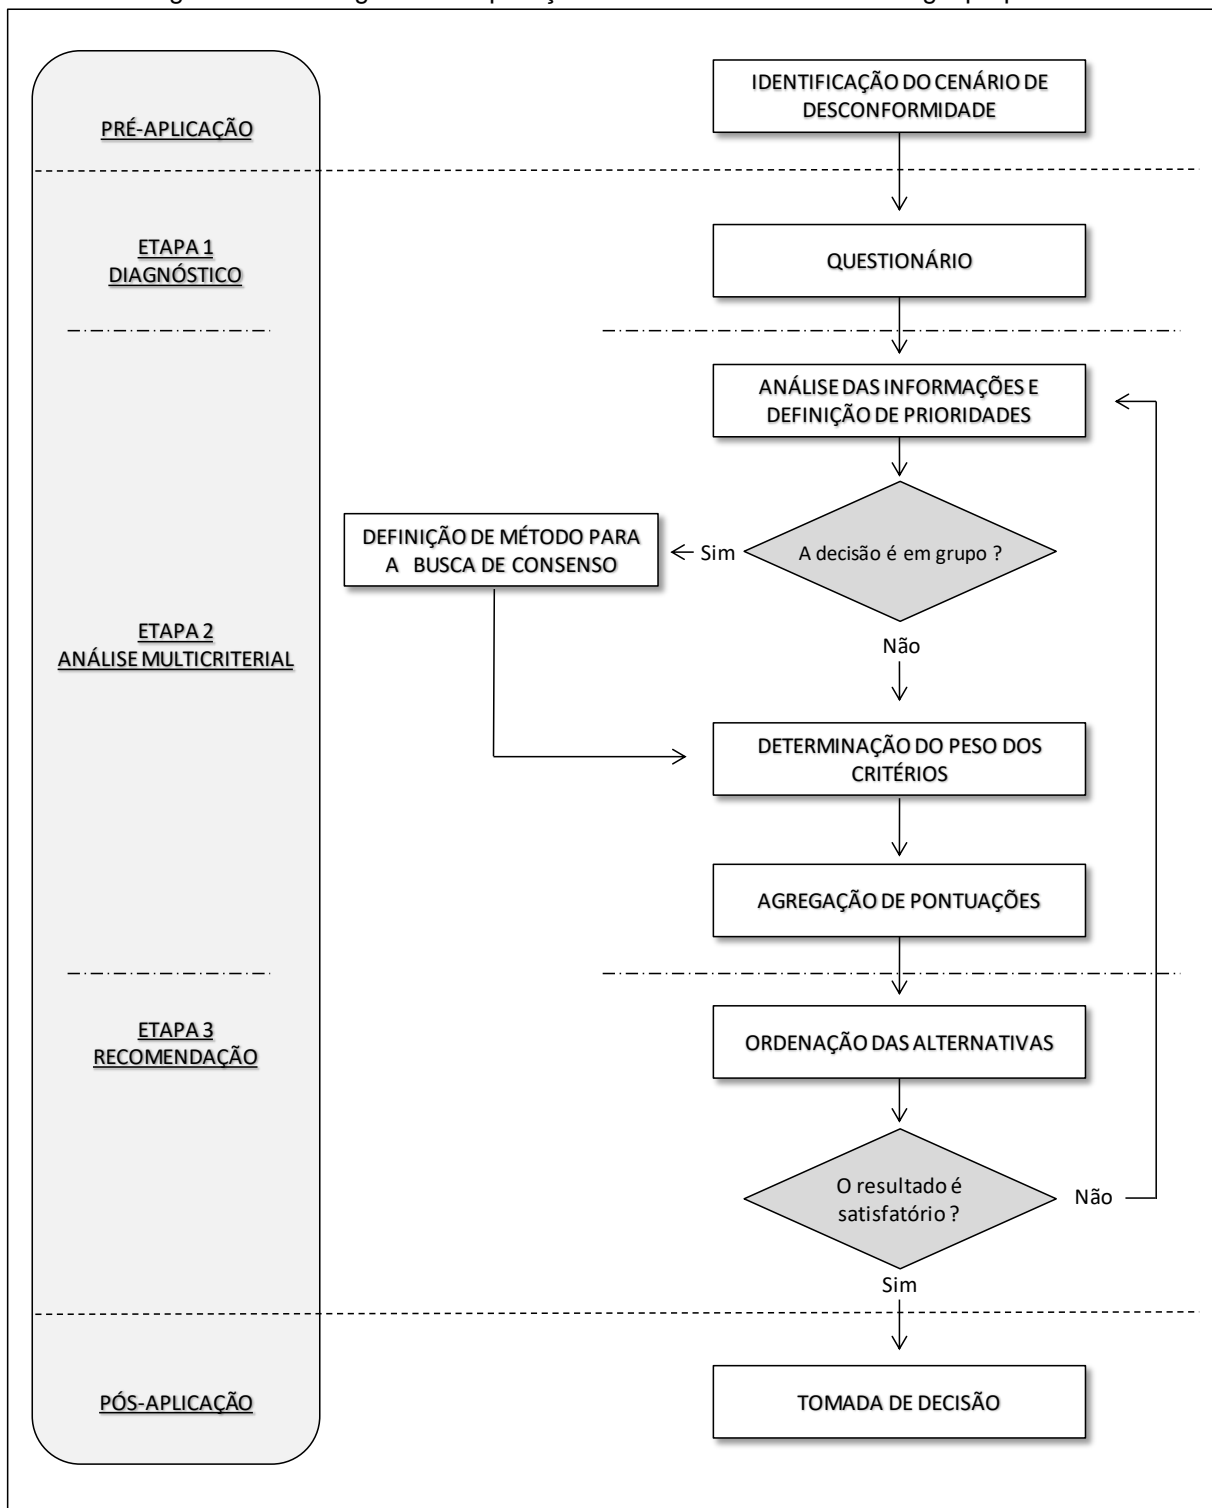 IDENTIFICAÇÃO DO CENÁRIO DE
DESCONFORMIDADE
PRÉ-APLICAÇÃO
ETAPA 1
DIAGNÓSTICO
QUESTIONÁRIO
ANÁLISE DAS INFORMAÇÕES E
DEFINIÇÃO DE PRIORIDADES
DEFINIÇÃO DE MÉTODO PARA
A BUSCA DE CONSENSO
Sim
A decisão é em grupo ?
Não
ETAPA 2
ANÁLISE MULTICRITERIAL
DETERMINAÇÃO DO PESO DOS
CRITÉRIOS
AGREGAÇÃO DE PONTUAÇÕES
ETAPA 3
RECOMENDAÇÃO
ORDENAÇÃO DAS ALTERNATIVAS
O resultado é
satisfatório ?
Não
Sim
PÓS-APLICAÇÃO
TOMADA DE DECISÃO